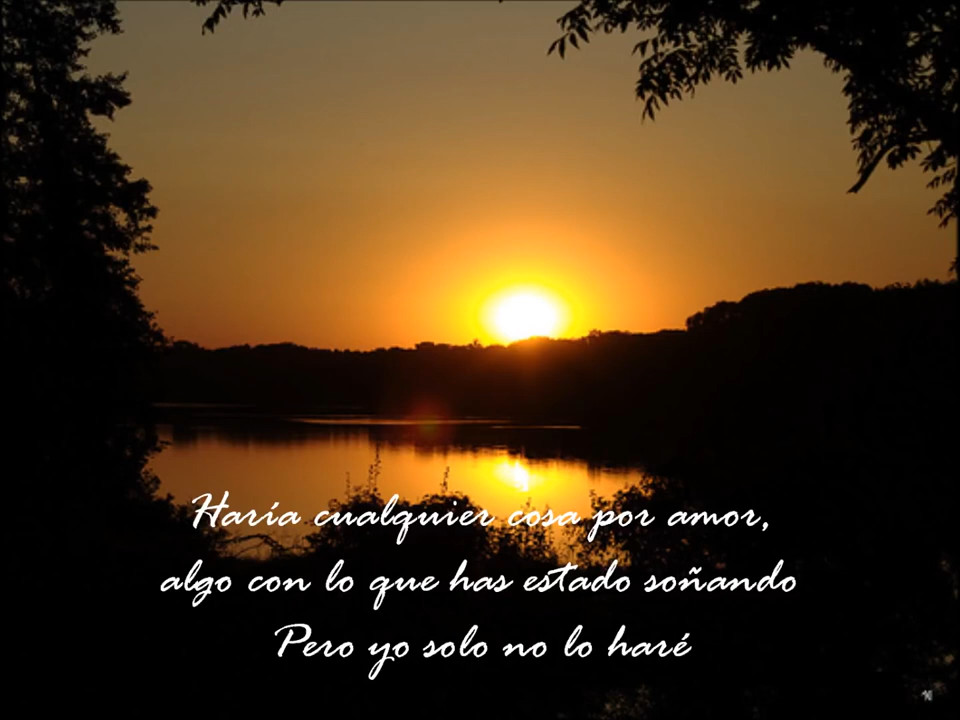 Haría cualquier cosa por amor,
algo con lo que has estado soñando
Pero yo solo no lo haré